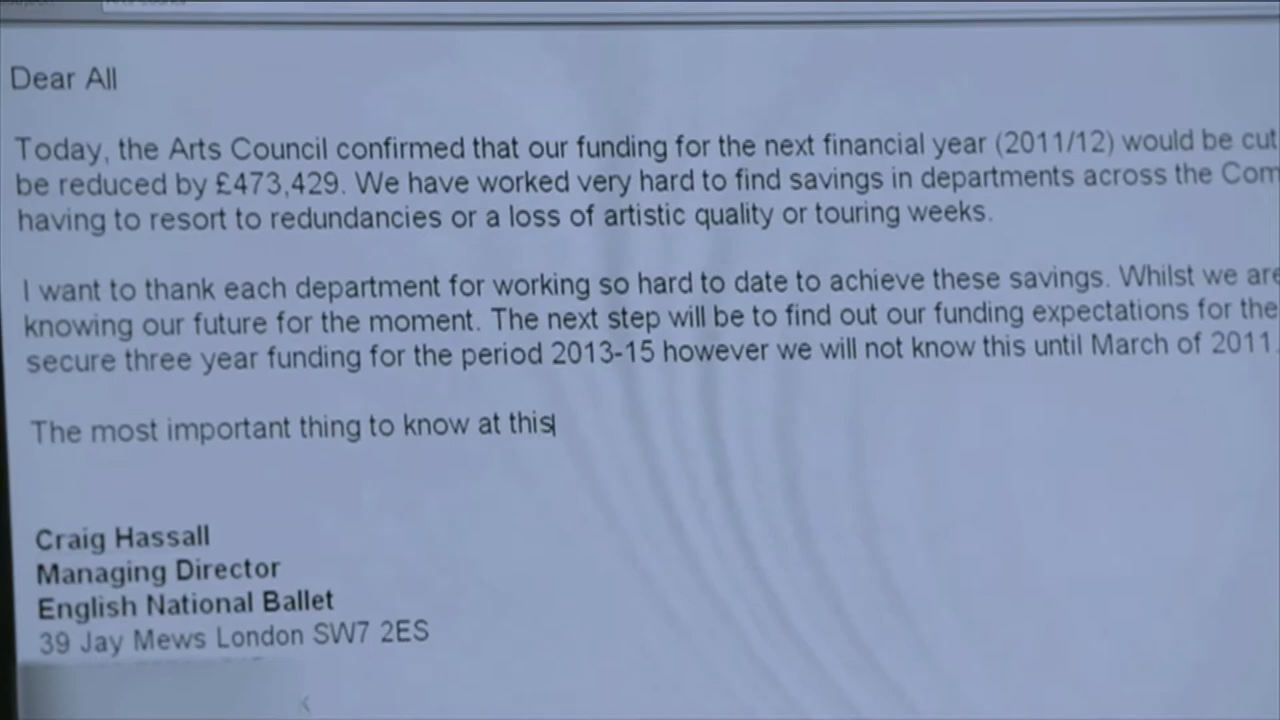 Dear All
Today, the Arts Council confirmed that our funding for the next financial year (2011/12) would be cut
be reduced by £473,429. We have worked very hard to find savings in departments across the Com
having to resort to redundancies or a loss of artistic quality or touring weeks.
I want to thank each department for working so hard to date to achieve these savings. Whilst we are
knowing our future for the moment. The next step will be to find out our funding expectations for the
secure three year funding for the period 2013-15 however we will not know this until March of 2011.
The most important thing to know at this
Craig Hassall
Managing Director
English National Ballet
39 Jay Mews London SW7 2ES